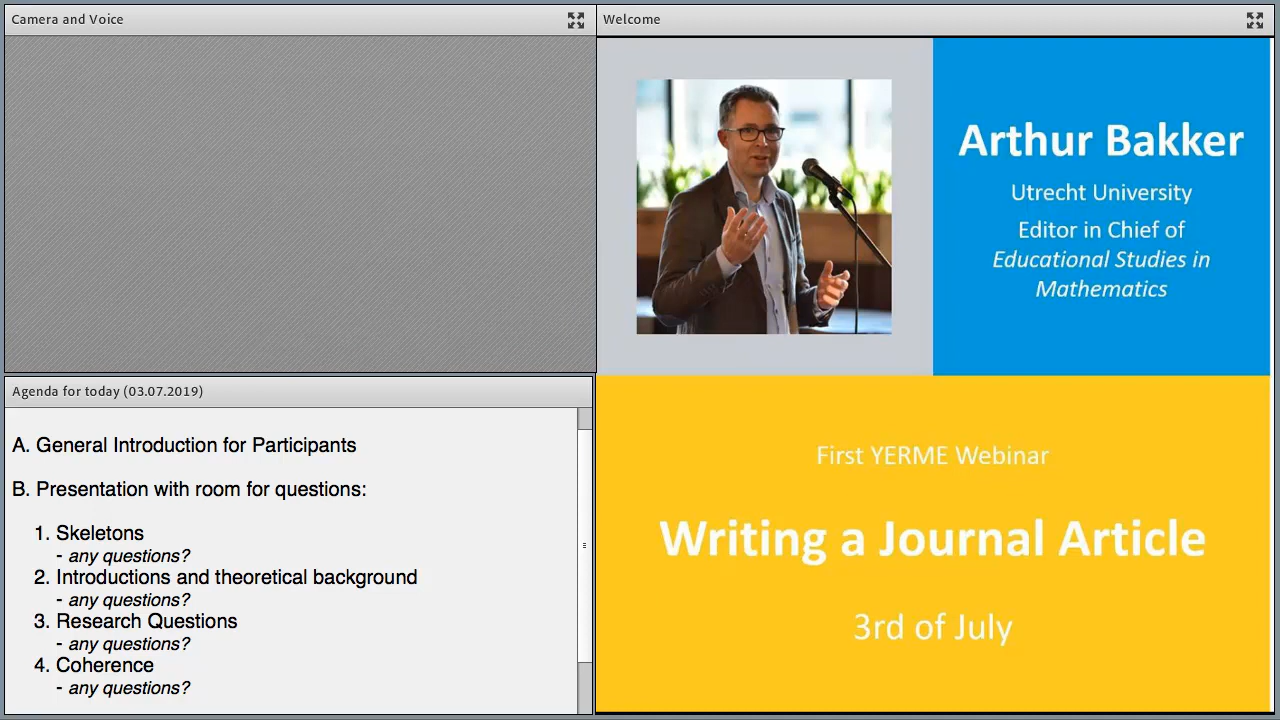 Camera and Voice
Welcome
Arthur Bakker
Utrecht University
Editor in Chief of
Educational Studies in
Mathematics
Agenda for today (03.07.2019)
A. General Introduction for Participants
B. Presentation with room for questions:
1. Skeletons
- any questions?
2. Introductions and theoretical background
- any questions?
3. Research Questions
- any questions?
4. Coherence
- any questions?
First YERME Webinar
Writing a Journal Article
3rd of July